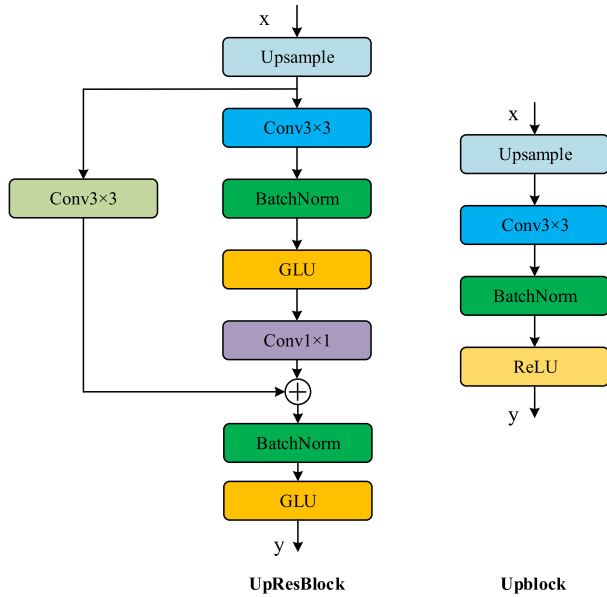 x
Upsample
Conv3×3
Conv3×3
BatchNorm
GLU
Conv1×1
BatchNorm
GLU
y
UpResBlock
x
Upsample
Conv3×3
BatchNorm
ReLU
y
Upblock